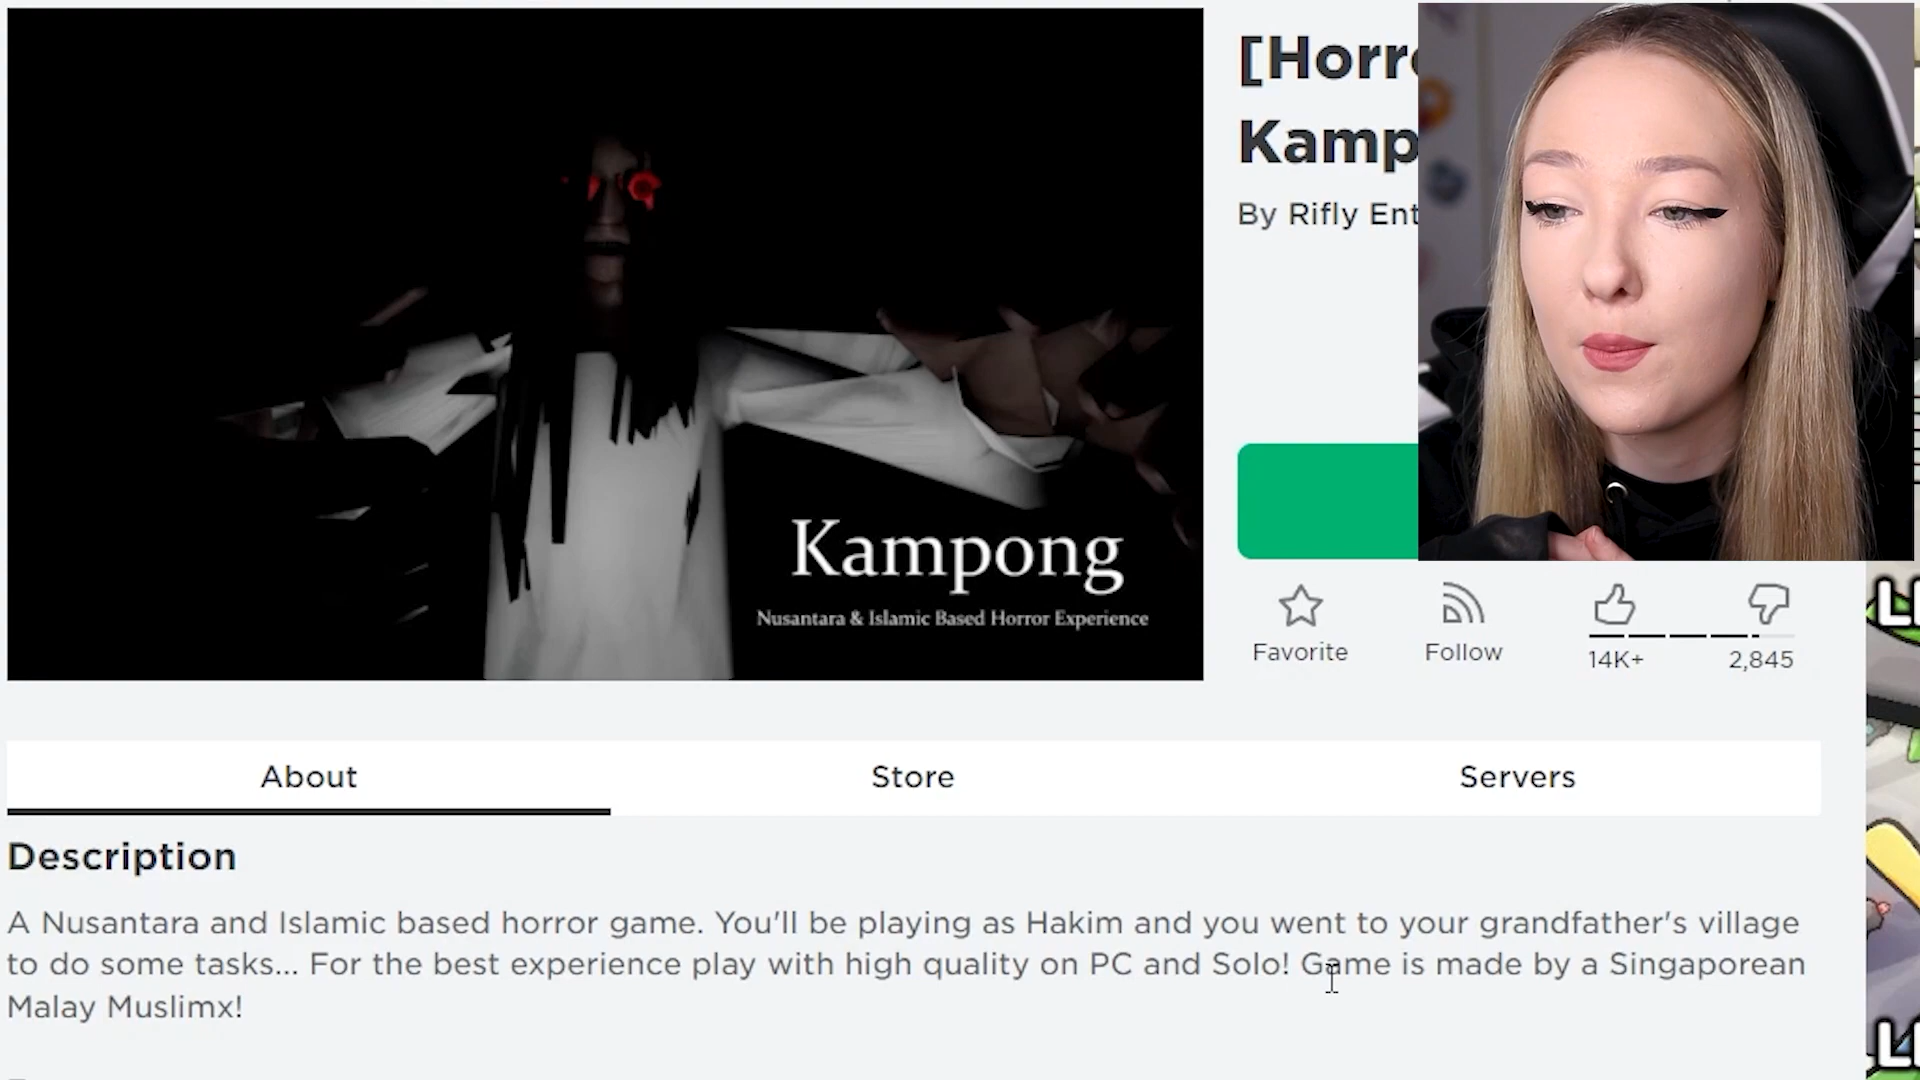 [Horr
Kamp
By Rifly Ent
Kampong
Nusantara & Islamic Based Horror Experience
Favorite
Follow
14K+
2,845
About
Store
Servers
Description
A Nusantara and Islamic based horror game. You'll be playing as Hakim and you went to your grandfather's village
to do some tasks... For the best experience play with high quality on PC and Solo! Game is made by a Singaporean
Malay Muslimx!